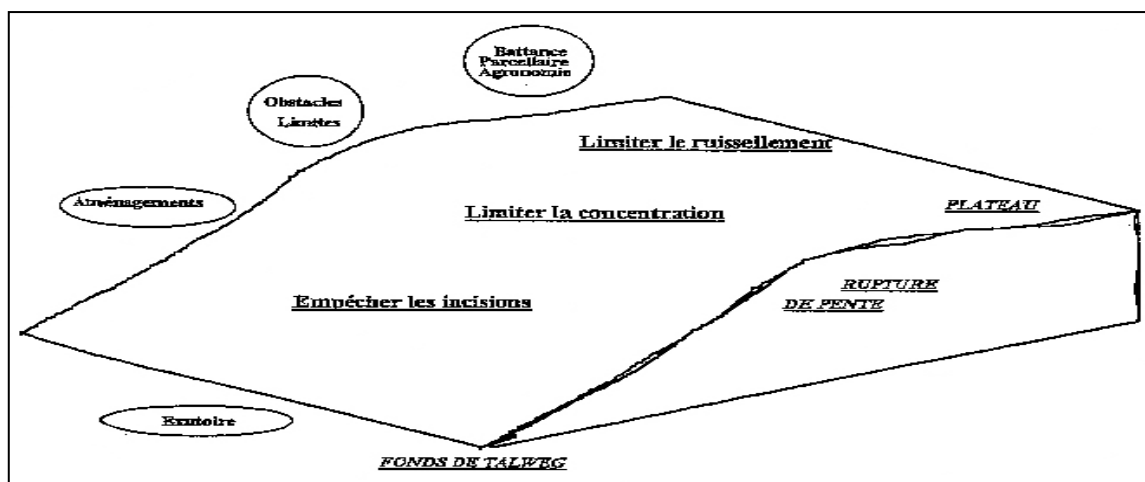 Battance
Parcellaire
Agronomie
Obstacles
Limites
Limiter le ruissellement
Aménagements
Limiter la concentration
PLATEAU
Empécher les incisions
RUPTURE
DE PENTE
Exutoire
FONDS DE TALWEG